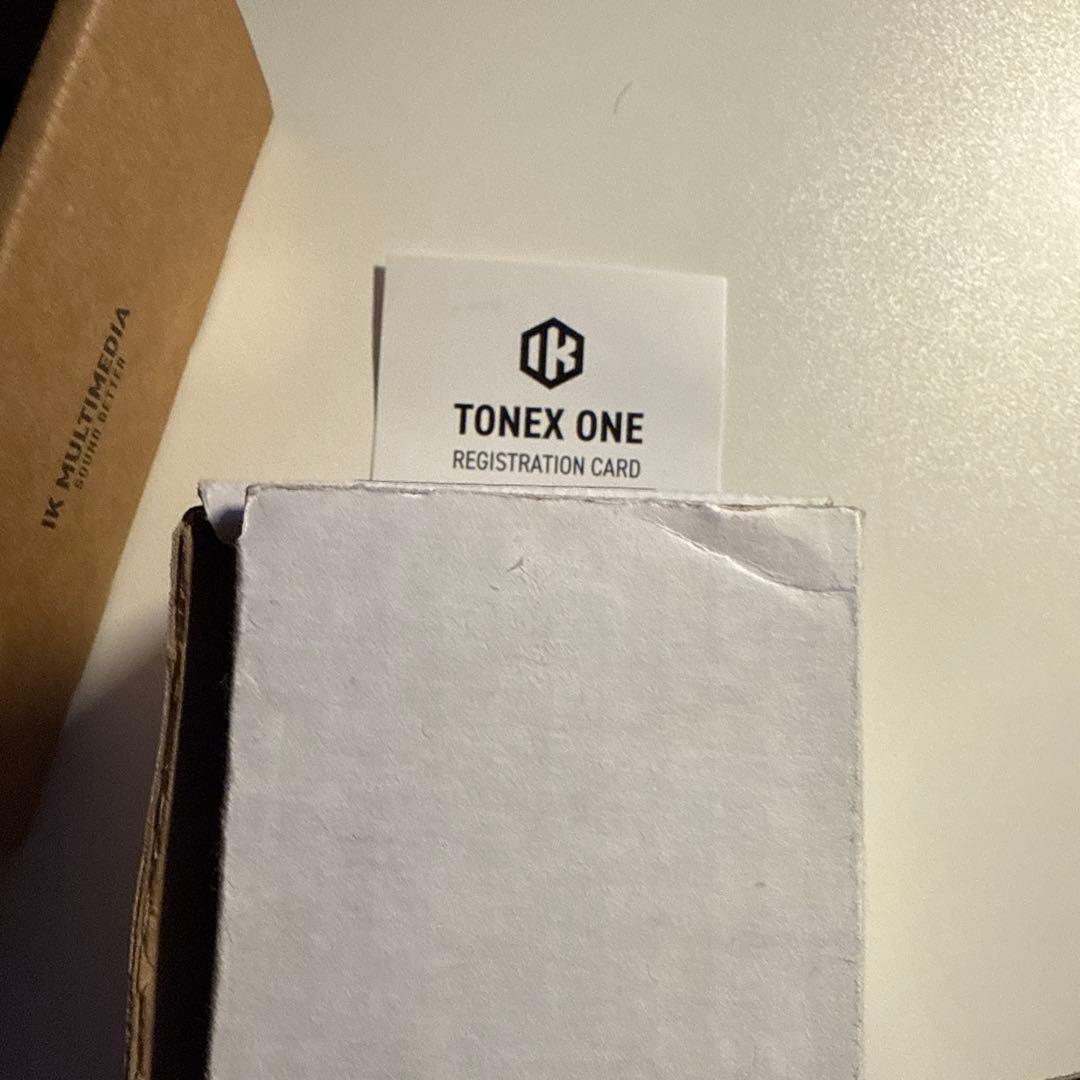 IK MULTIMEDIA
SOUND BETTER
IK
TONEX ONE
REGISTRATION CARD